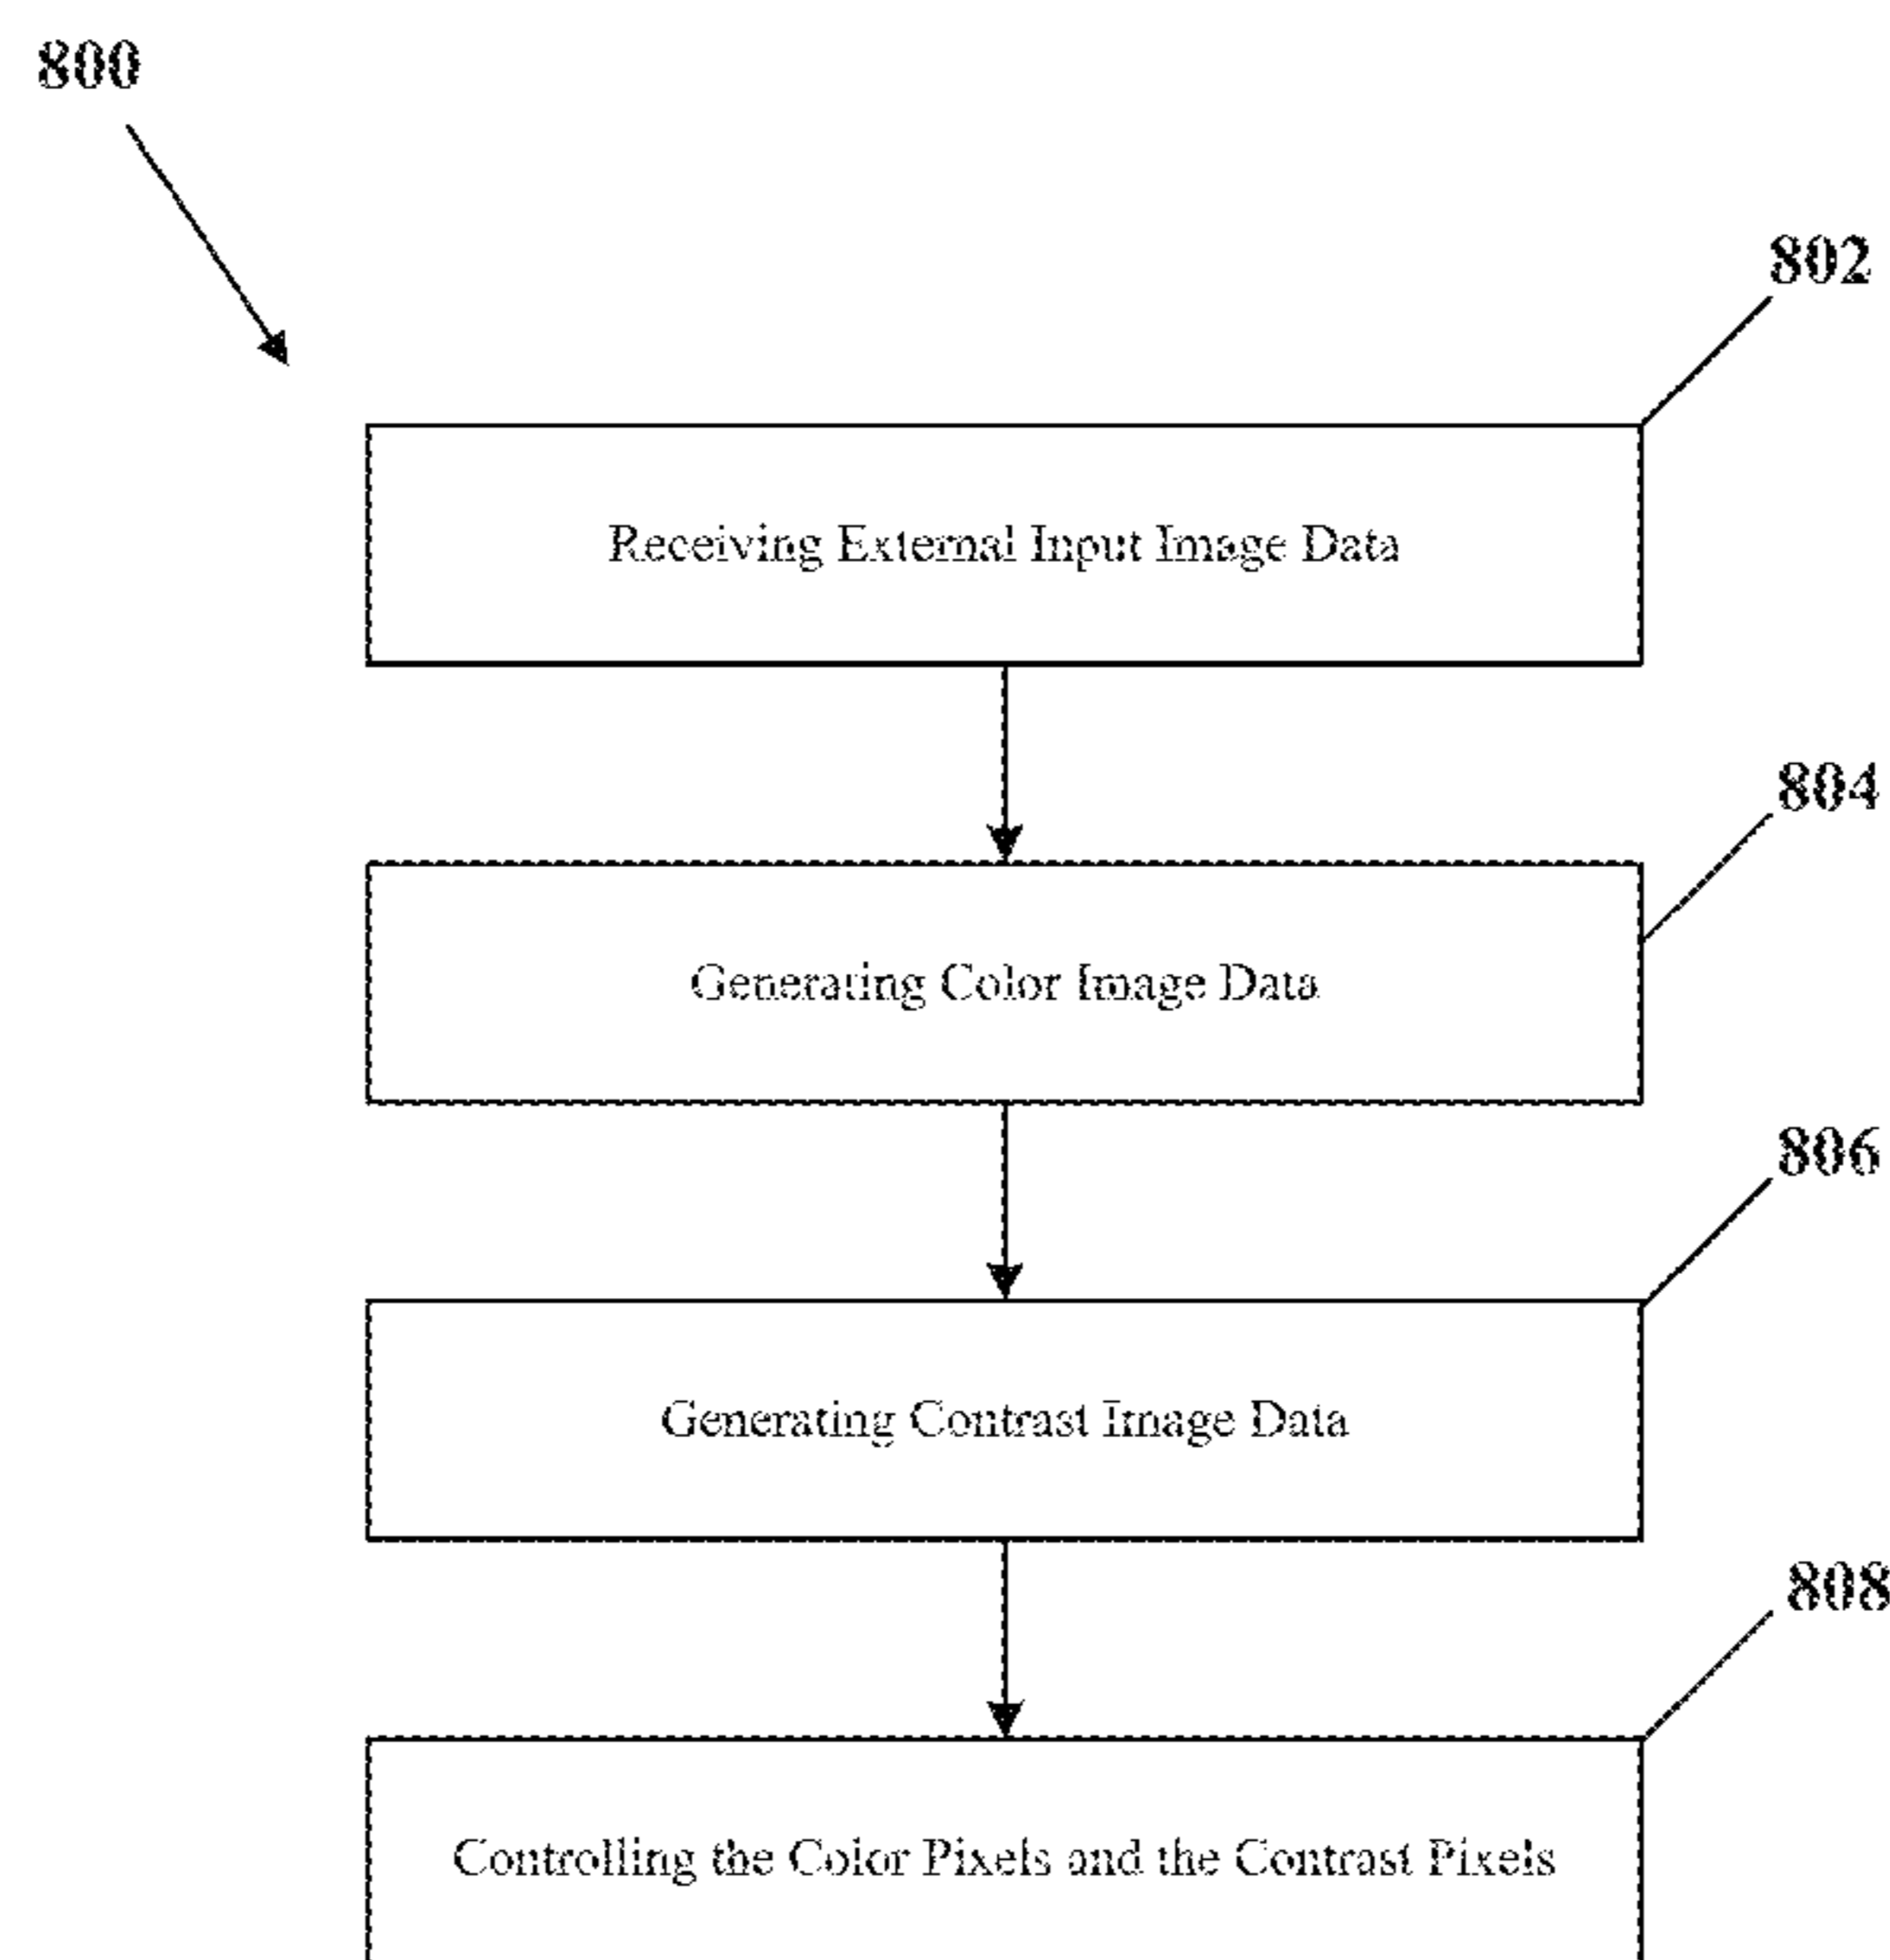 800
802
Receiving External Input Image Data
804
Generating Color Image Data
806
Generating Contrast Image Data
808
Controlling the Color Pixels and the Contrast Pixels